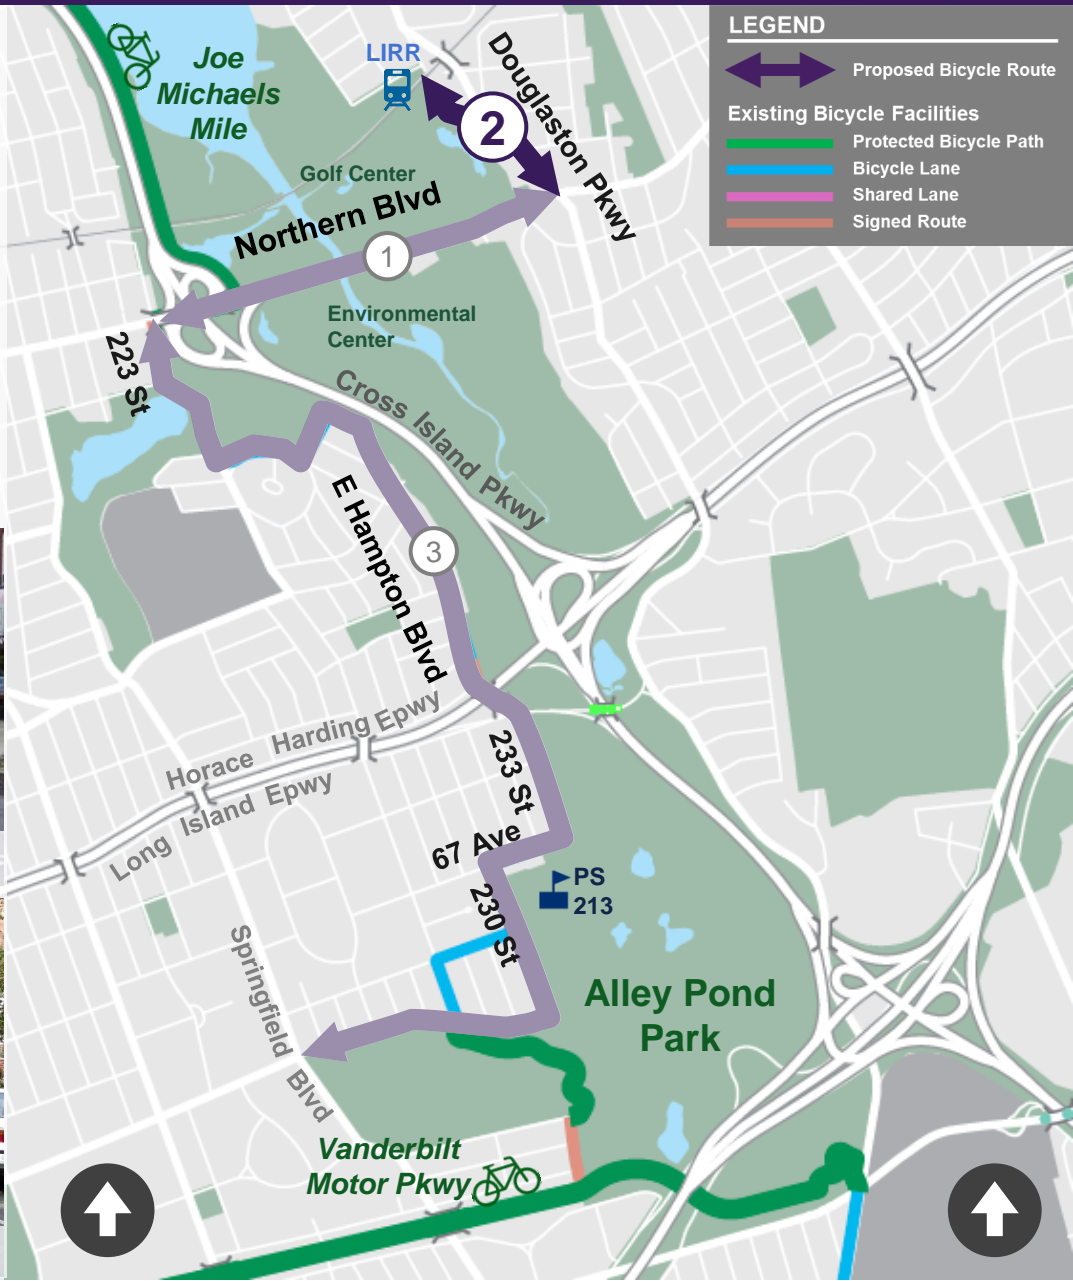 LEGEND
Proposed Bicycle Route
Existing Bicycle Facilities
Protected Bicycle Path
Bicycle Lane
Shared Lane
Signed Route
Joe
Michaels
Mile
LIRR
Douglaston Pkwy
2
Golf Center
Northern Blvd
1
Environmental
Center
223 St
Cross Island Pkwy
E Hampton Blvd
3
Horace Harding Epwy
Long Island Epwy
233 St
67 Ave
PS
213
230 St
Springfield Blvd
Alley Pond
Park
Vanderbilt
Motor Pkwy